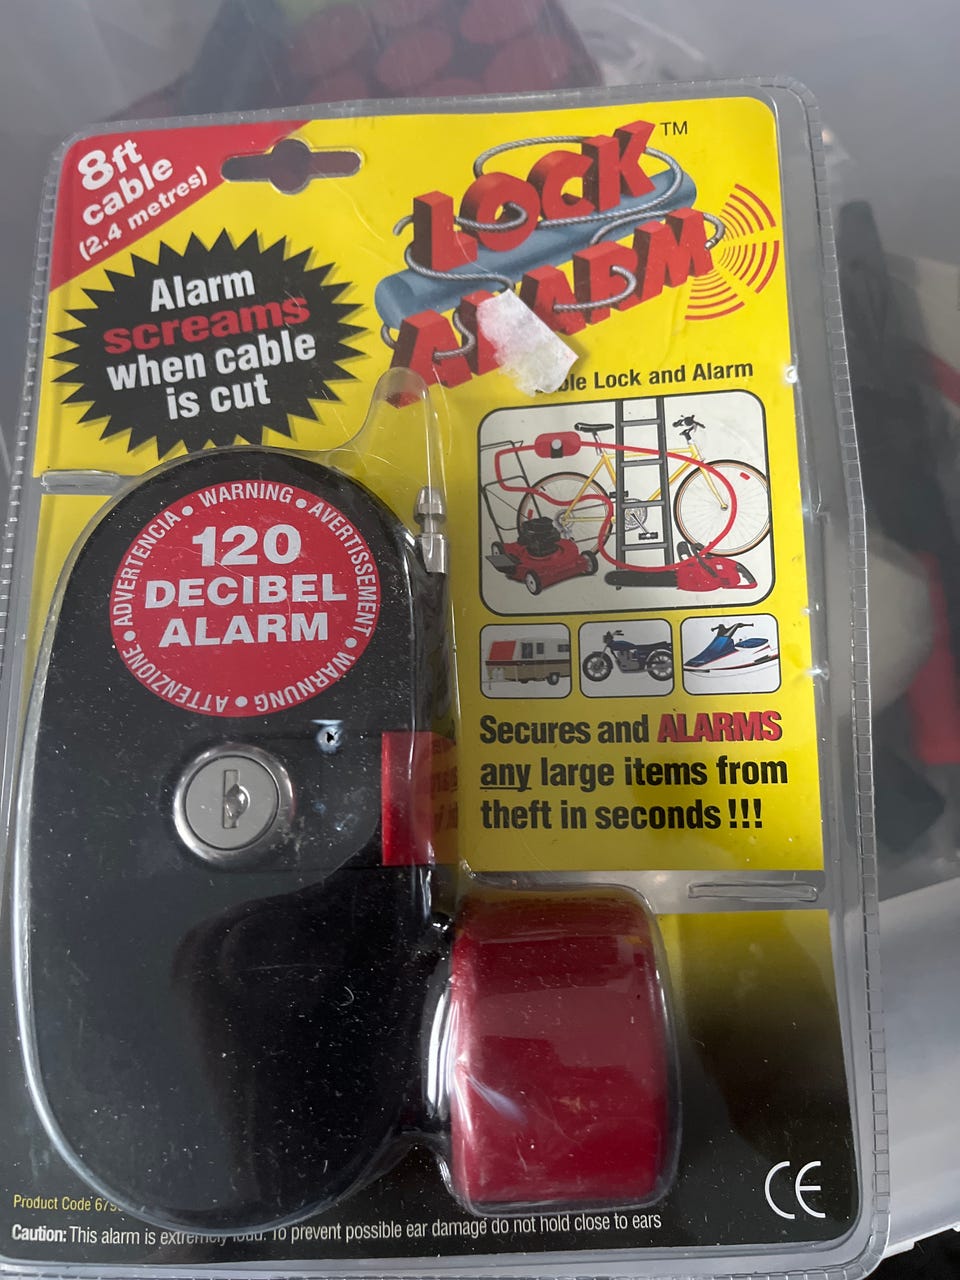 8ft
cable
(2.4 metres)
LOCK
ALARM™
Alarm
screams
when cable
is cut
Lock and Alarm
WARNING • AVERTISSEMENT • WARNUNG • ATTENZIONE • ADVERTENCIA •
120
DECIBEL
ALARM
Secures and ALARMS
any large items from
theft in seconds !!!
CE
Product Code
Caution: This alarm is extremely loud. To prevent possible ear damage do not hold close to ears